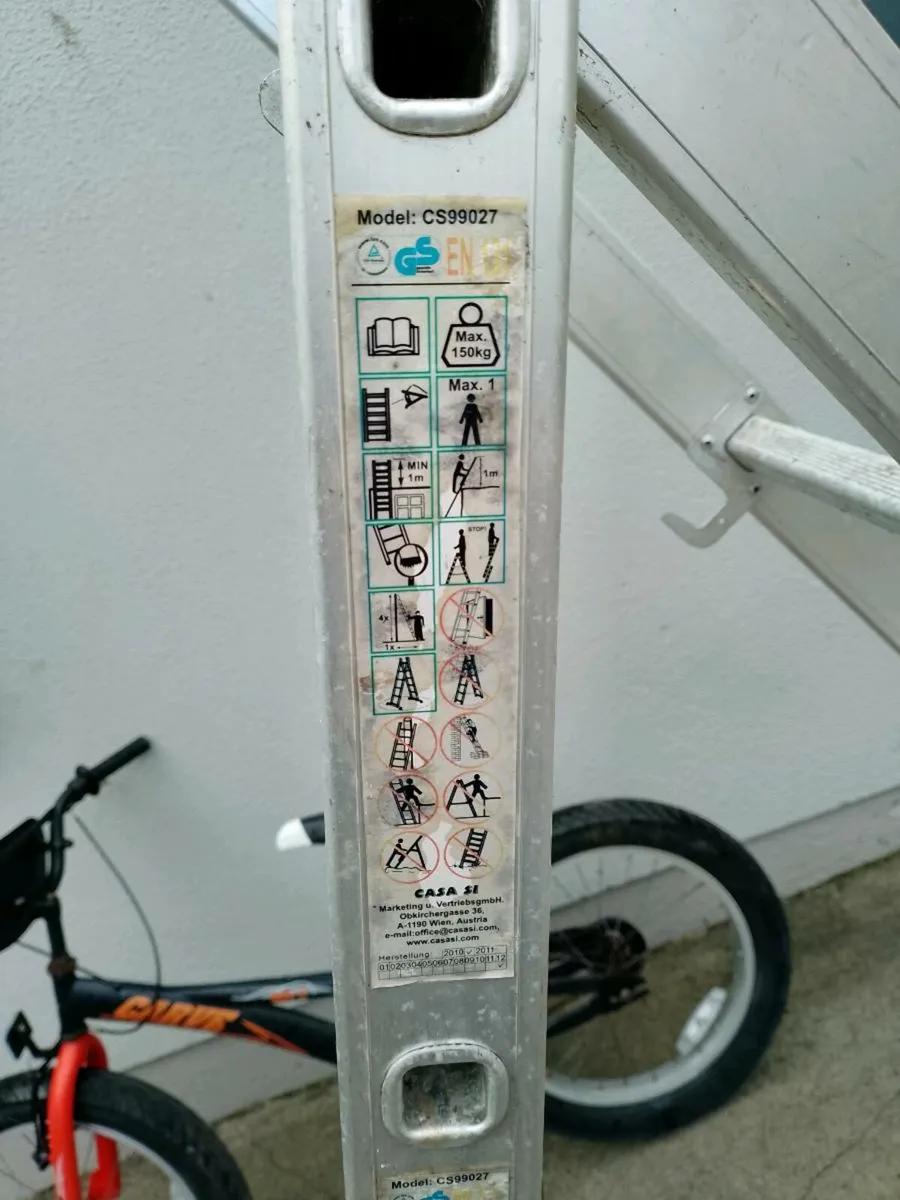 Model: CS99027
GS
EN
Max.
150kg
Max. 1
MIN
1m
1m
STOP!
4x
1x
CASA SI
Marketing u. VertriebsgmbH.
Obkirchergasse 36,
A-1190 Wien, Austria
e-mail:office@casasi.com,
www.casasi.com
Herstellung 2010 ✓ 2011
01 02 03 04 05 06 07 08 09 10 11 12
Model: CS99027